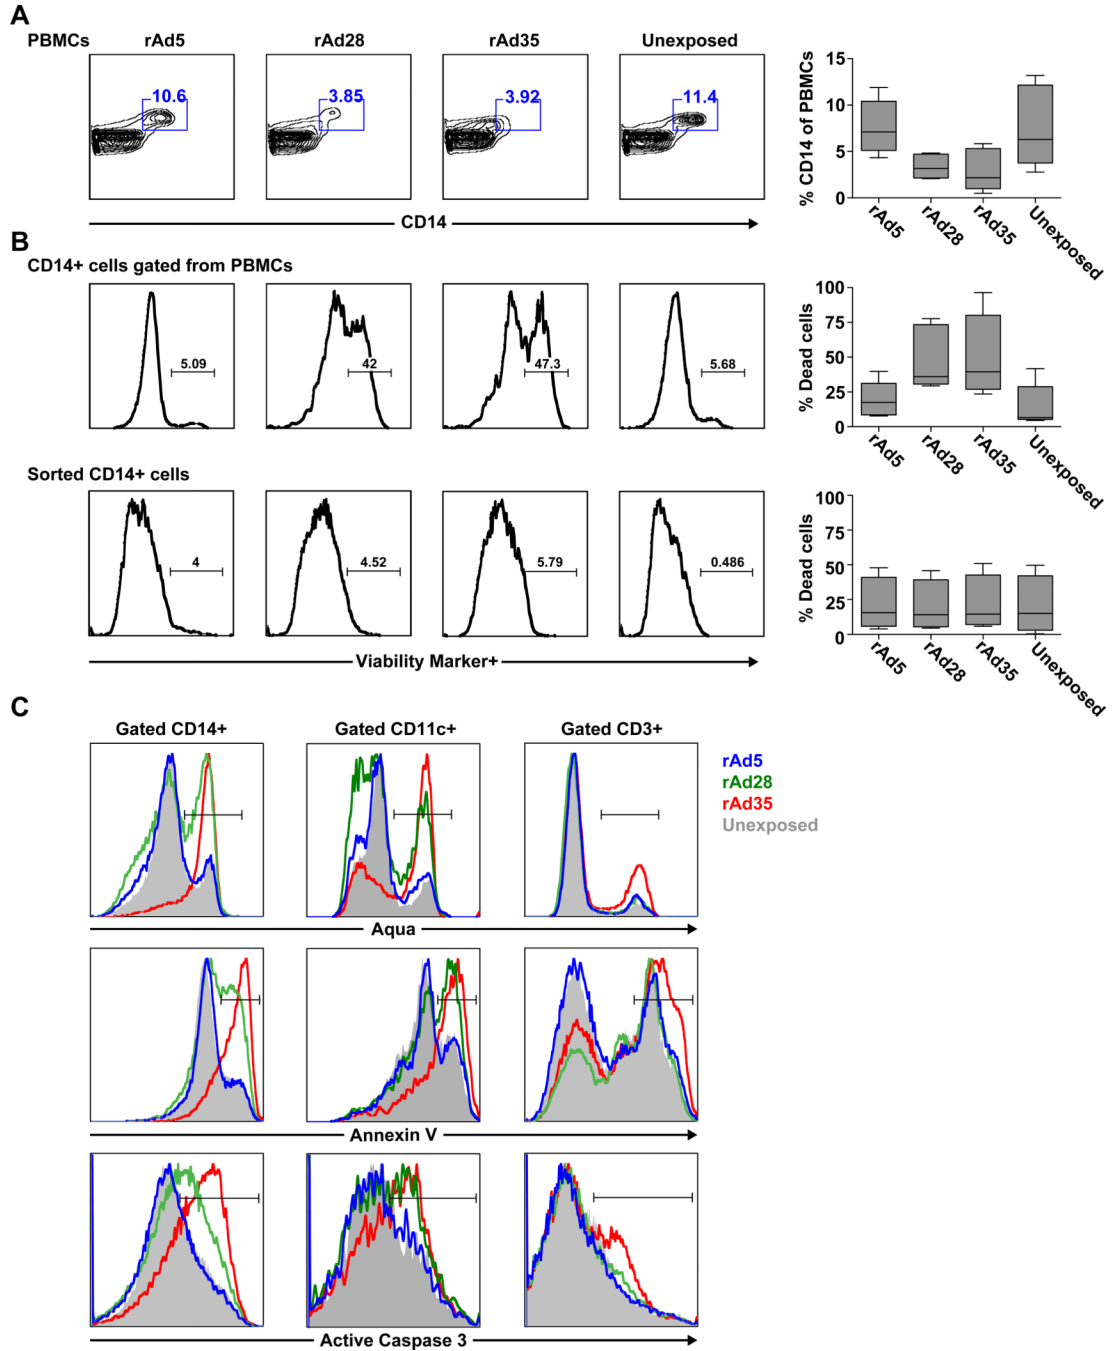 A
PBMCs rAd5 rAd28 rAd35 Unexposed
10.6 3.85 3.92 11.4
CD14
% CD14 of PBMCs
15
10
5
0
rAd5 rAd28 rAd35 Unexposed
B
CD14+ cells gated from PBMCs
5.09 42 47.3 5.68
% Dead cells
100
75
50
25
0
rAd5 rAd28 rAd35 Unexposed
Sorted CD14+ cells
4 4.52 5.79 0.486
Viability Marker+
% Dead cells
100
75
50
25
0
rAd5 rAd28 rAd35 Unexposed
C
Gated CD14+ Gated CD11c+ Gated CD3+
rAd5
rAd28
rAd35
Unexposed
Aqua
Annexin V
Active Caspase 3